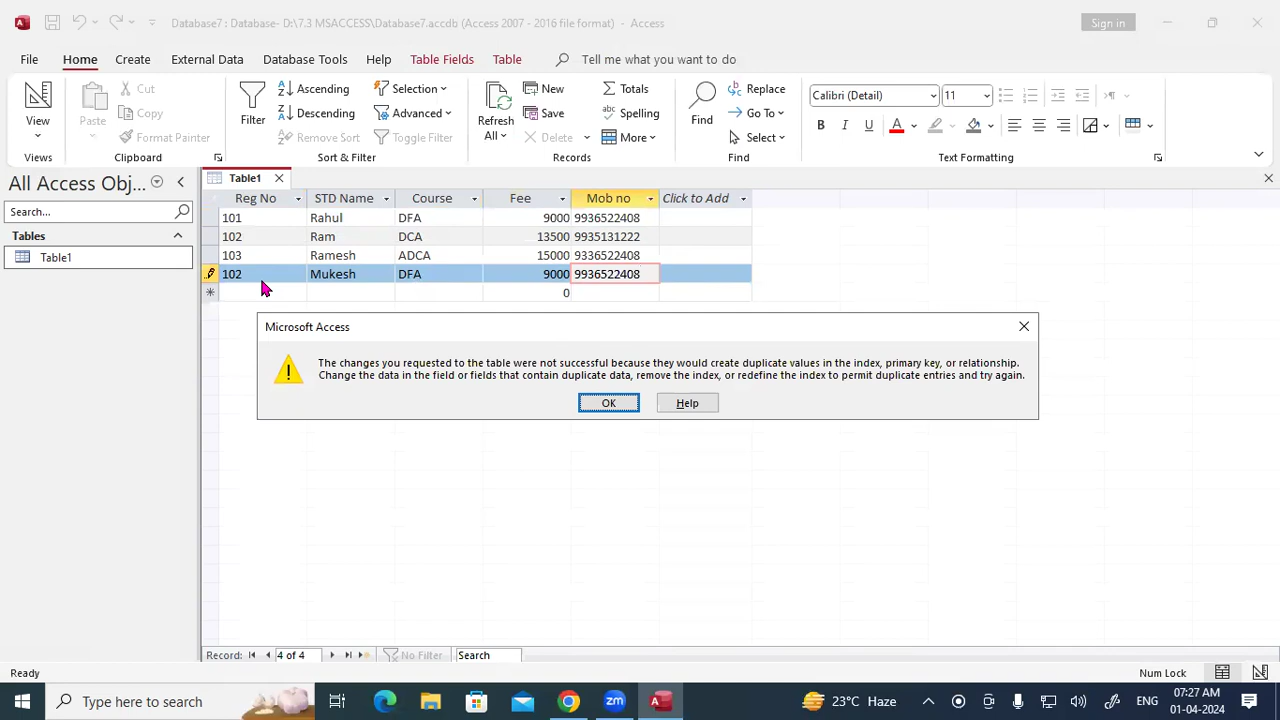 Database7 : Database- D:\7.3 MSACCESS\Database7.accdb (Access 2007 - 2016 file format) - Access
Sign in
File Home Create External Data Database Tools Help Table Fields Table Tell me what you want to do
View
Views
Paste
Cut
Copy
Format Painter
Clipboard
Filter
Ascending
Descending
Remove Sort
Selection
Advanced
Toggle Filter
Sort & Filter
Refresh
All
New
Save
Delete
Totals
Spelling
More
Records
Find
Replace
Go To
Select
Find
Calibri (Detail) 11
B I U A
Text Formatting
All Access Obj...
Search...
Tables
Table1
Table1
Reg No STD Name Course Fee Mob no Click to Add
101 Rahul DFA 9000 9936522408
102 Ram DCA 13500 9935131222
103 Ramesh ADCA 15000 9336522408
102 Mukesh DFA 9000 9936522408
0
Microsoft Access
The changes you requested to the table were not successful because they would create duplicate values in the index, primary key, or relationship.
Change the data in the field or fields that contain duplicate data, remove the index, or redefine the index to permit duplicate entries and try again.
OK Help
Record: 4 of 4 No Filter Search
Ready Num Lock
Type here to search
23°C Haze
ENG
07:27 AM
01-04-2024